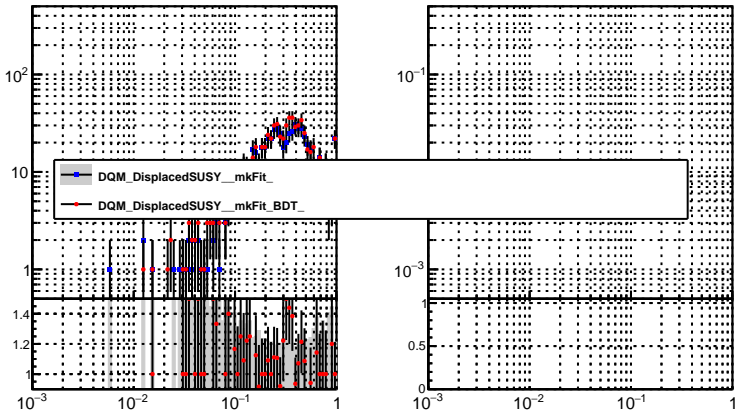 10² 10⁻¹
10
1 10⁻³
1.4 1
1.2 0.5
1 0
10⁻³ 10⁻² 10⁻¹ 1 10⁻³ 10⁻² 10⁻¹ 1
DQM_DisplacedSUSY__mkFit_
DQM_DisplacedSUSY__mkFit_BDT_